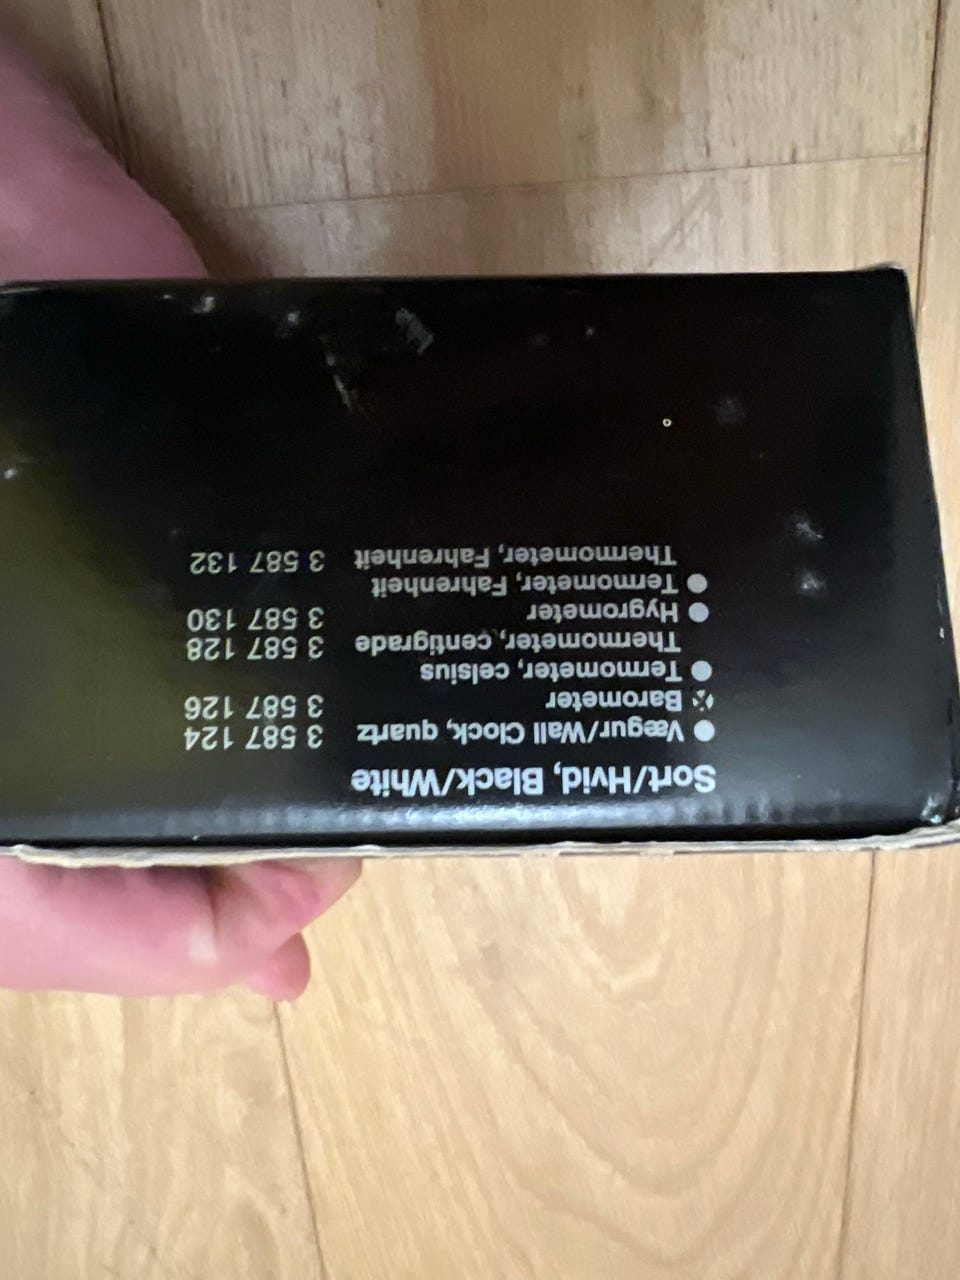 Sort/Hvid, Black/White
Vægur/Wall Clock, quartz 3 587 124
Barometer 3 587 126
Termometer, celsius
Thermometer, centigrade 3 587 128
Hygrometer 3 587 130
Termometer, Fahrenheit
Thermometer, Fahrenheit 3 587 132